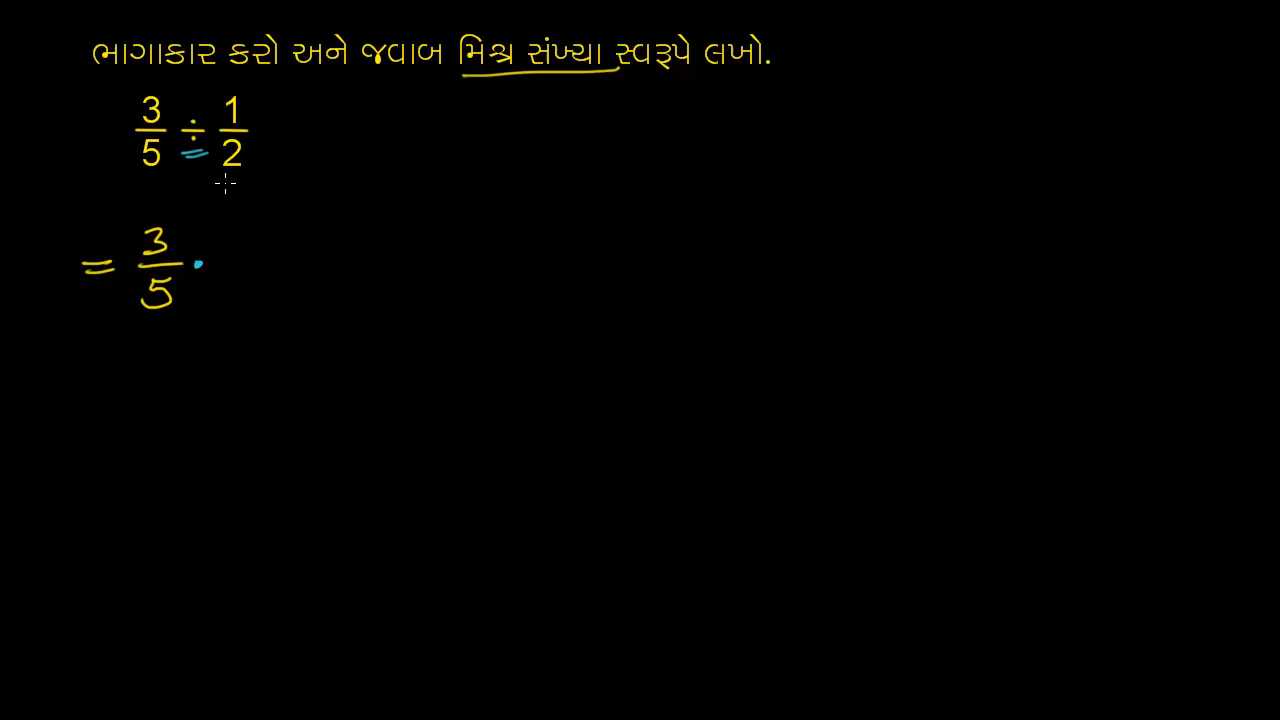 ભાગાકાર કરો અને જવાબ મિશ્ર સંખ્યા સ્વરૂપે લખો.
3/5 ÷ 1/2
= 3/5 ·